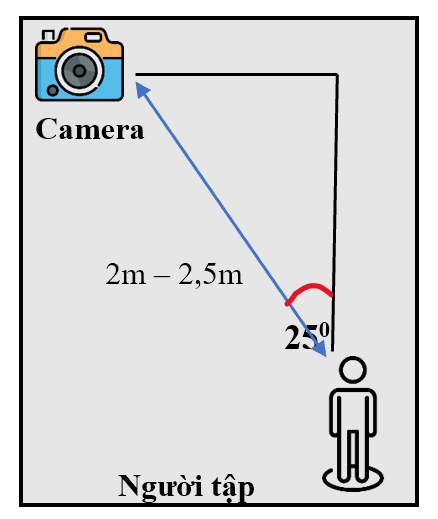 Camera
2m – 2,5m
25⁰
Người tập